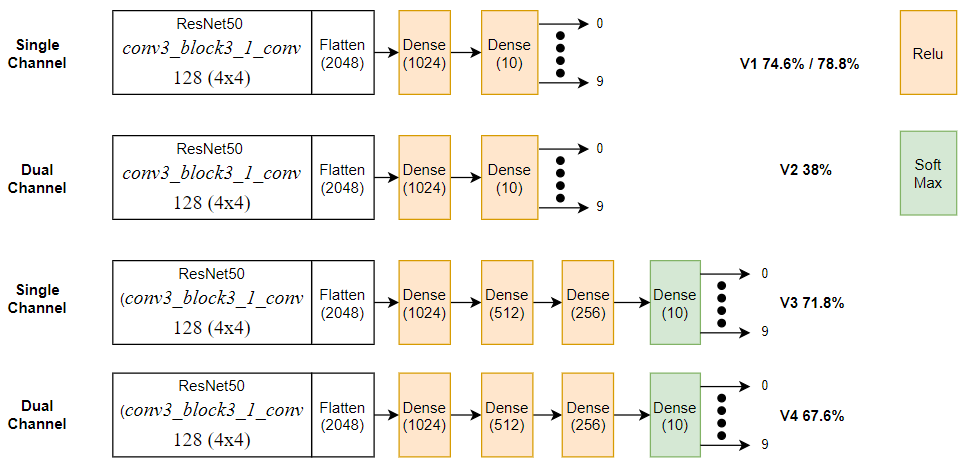 Single
Channel
ResNet50
conv3_block3_1_conv
128 (4x4)
Flatten
(2048)
Dense
(1024)
Dense
(10)
0
9
V1 74.6% / 78.8%
Relu
Dual
Channel
ResNet50
conv3_block3_1_conv
128 (4x4)
Flatten
(2048)
Dense
(1024)
Dense
(10)
0
9
V2 38%
Soft
Max
Single
Channel
ResNet50
(conv3_block3_1_conv
128 (4x4)
Flatten
(2048)
Dense
(1024)
Dense
(512)
Dense
(256)
Dense
(10)
0
9
V3 71.8%
Dual
Channel
ResNet50
(conv3_block3_1_conv
128 (4x4)
Flatten
(2048)
Dense
(1024)
Dense
(512)
Dense
(256)
Dense
(10)
0
9
V4 67.6%